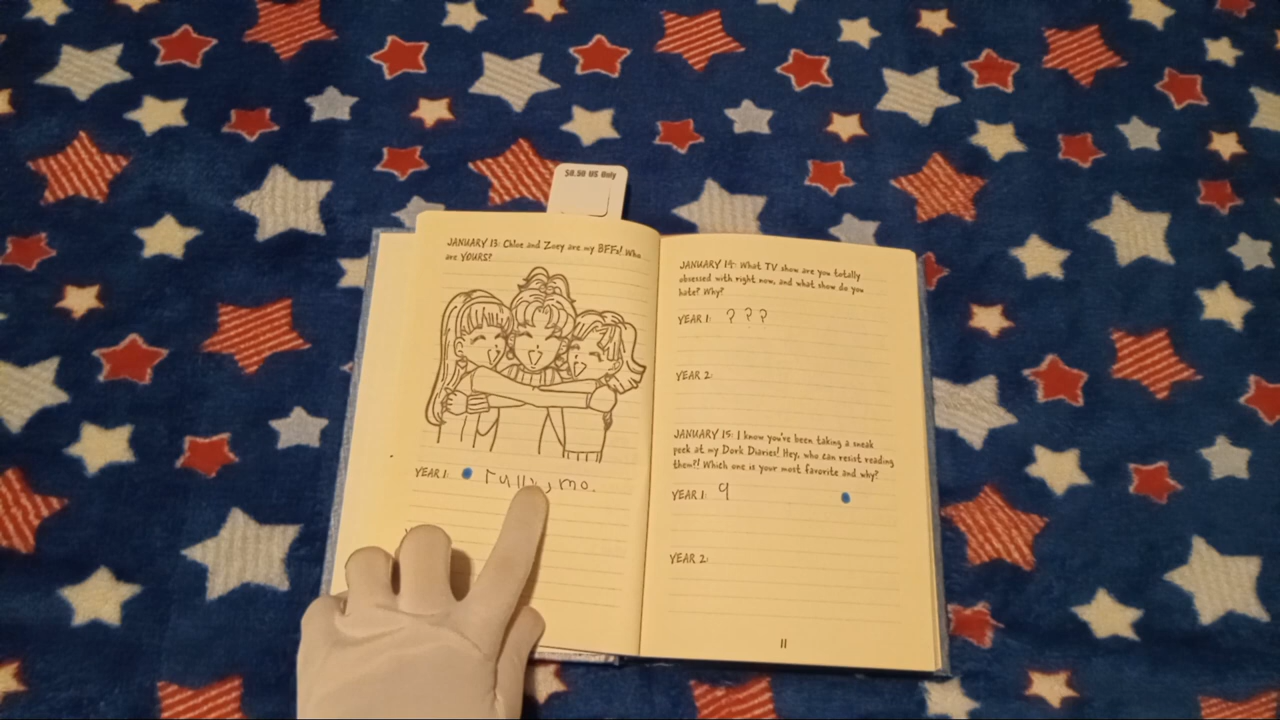 $8.50 US Only
JANUARY 13: Chloe and Zoey are my BFFs! Who
are YOURS?
YEAR 1: mo.
JANUARY 14: What TV show are you totally
obsessed with right now, and what show do you
hate? Why?
YEAR 1: ? ? ?
YEAR 2:
JANUARY 15: I know you've been taking a sneak
peek at my Dork Diaries! Hey, who can resist reading
them?! Which one is your most favorite and why?
YEAR 1: 9
YEAR 2:
11